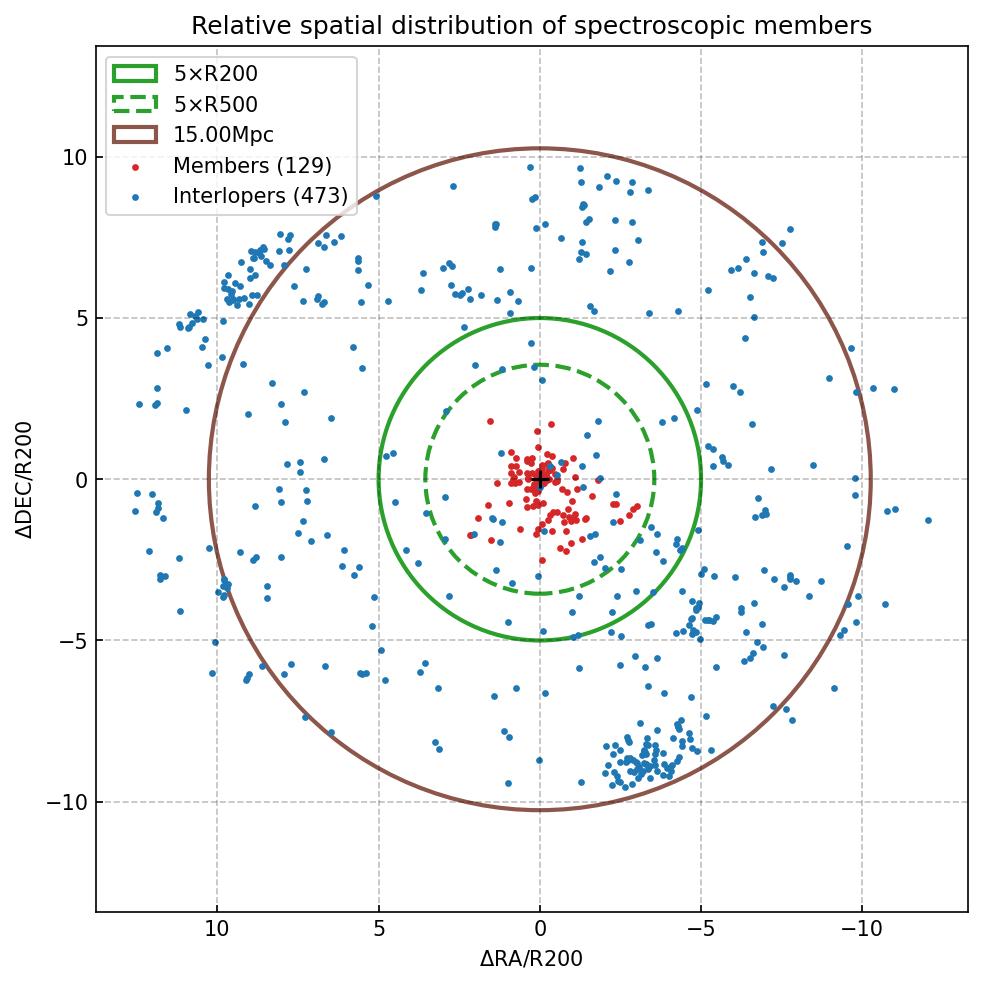 Relative spatial distribution of spectroscopic members
5×R200
5×R500
15.00Mpc
Members (129)
Interlopers (473)
10
5
0
−5
−10
ΔDEC/R200
10
5
0
−5
−10
ΔRA/R200